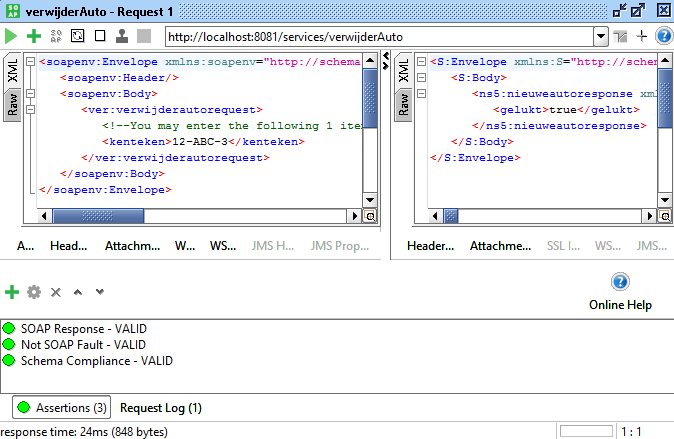 SO AP verwijderAuto - Request 1
http://localhost:8081/services/verwijderAuto
XML
Raw
<soapenv:Envelope xmlns:soapenv="http://schema
<soapenv:Header/>
<soapenv:Body>
<ver:verwijderautorequest>
<!--You may enter the following 1 ite
<kenteken>12-ABC-3</kenteken>
</ver:verwijderautorequest>
</soapenv:Body>
</soapenv:Envelope>
XML
Raw
<S:Envelope xmlns:S="http://schem
<S:Body>
<ns5:nieuweautoresponse xm
<gelukt>true</gelukt>
</ns5:nieuweautoresponse>
</S:Body>
</S:Envelope>
A... Head... Attachm... W... WS... JMS H... JMS Prop...
Header... Attachme... SSL I... WS... JMS...
Online Help
SOAP Response - VALID
Not SOAP Fault - VALID
Schema Compliance - VALID
Assertions (3) Request Log (1)
response time: 24ms (848 bytes) 1 : 1